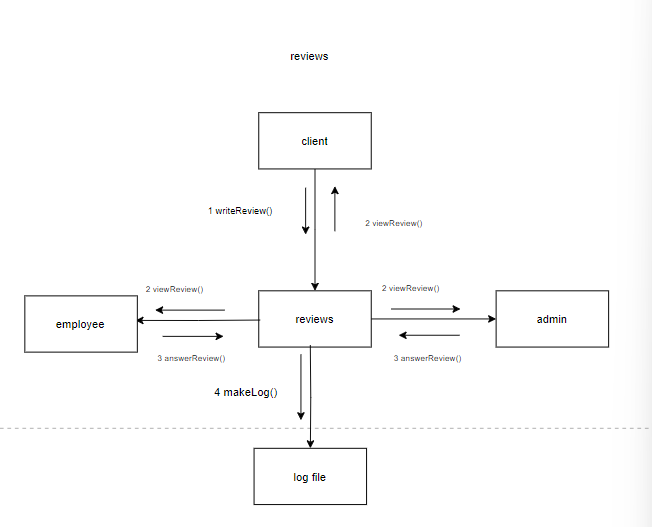 reviews
client
1 writeReview()
2 viewReview()
2 viewReview()
2 viewReview()
employee
reviews
admin
3 answerReview()
3 answerReview()
4 makeLog()
log file